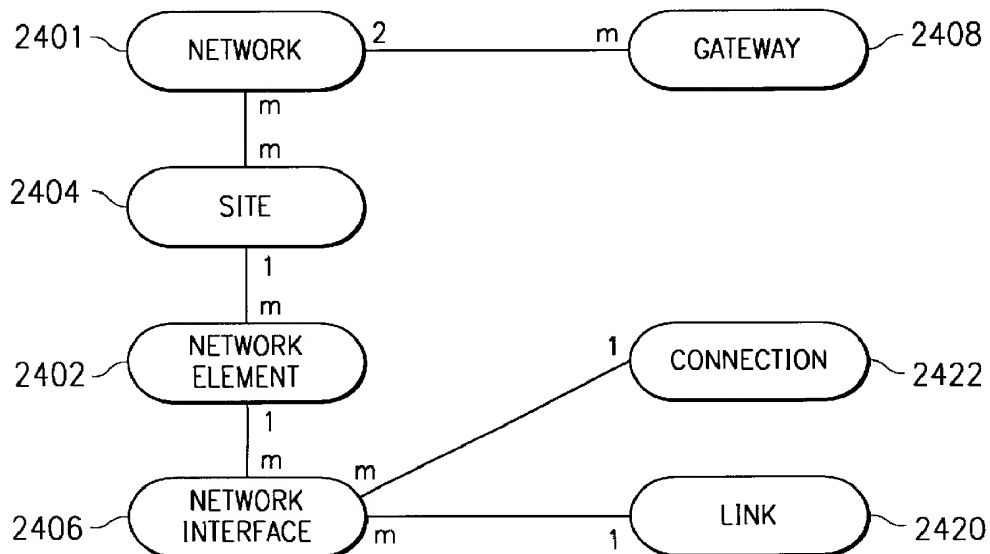 2401
NETWORK
2
m
GATEWAY
2408
m
m
2404
SITE
1
m
2402
NETWORK
ELEMENT
1
CONNECTION
2422
1
m
m
2406
NETWORK
INTERFACE
m
1
LINK
2420